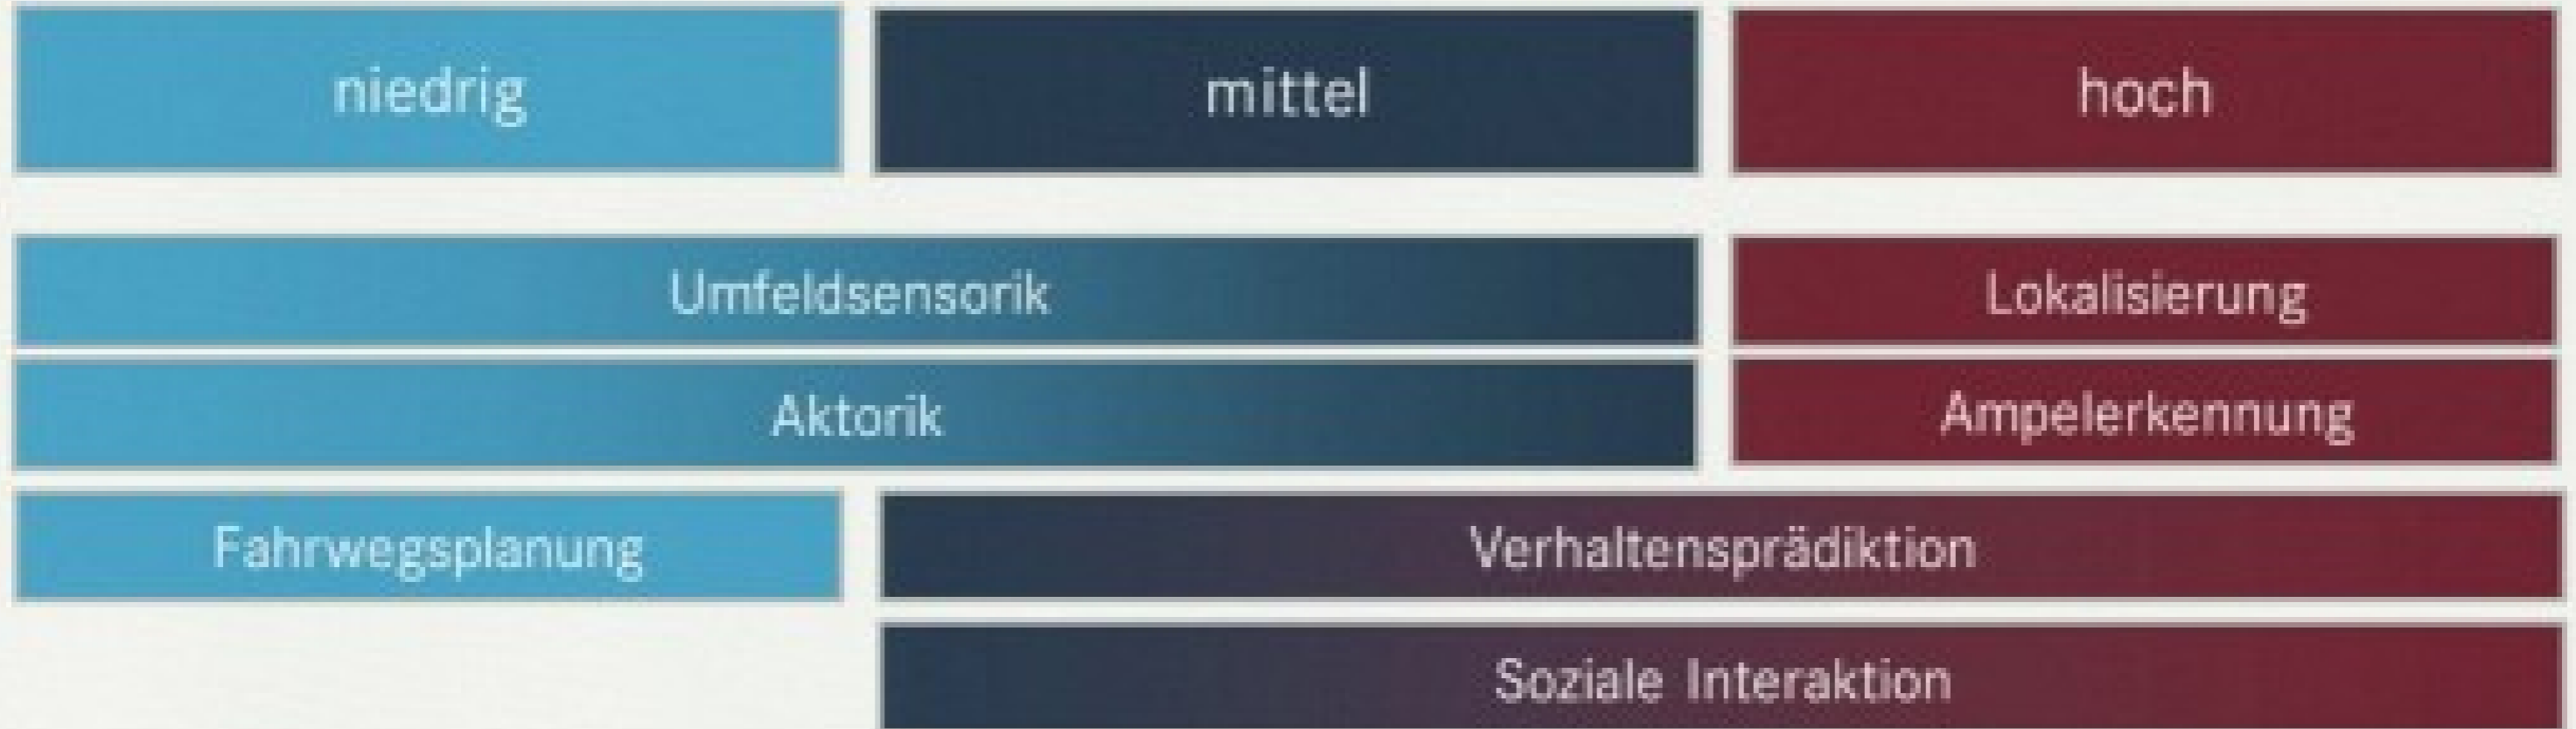 niedrig mittel hoch
Umfeldsensorik Lokalisierung
Aktorik Ampelerkennung
Fahrwegsplanung Verhaltensprädiktion
Soziale Interaktion